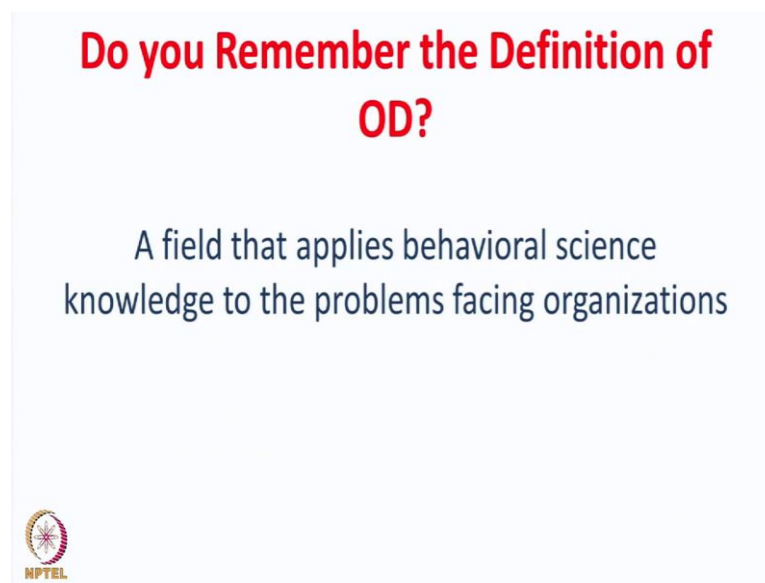 Do you Remember the Definition of
OD?
A field that applies behavioral science
knowledge to the problems facing organizations
NPTEL